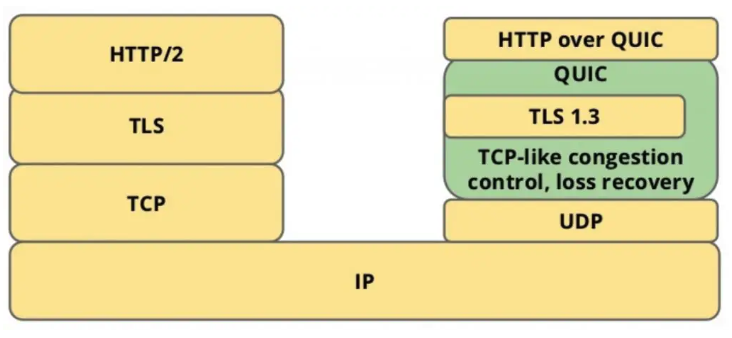 HTTP/2
TLS
TCP
HTTP over QUIC
QUIC
TLS 1.3
TCP-like congestion
control, loss recovery
UDP
IP